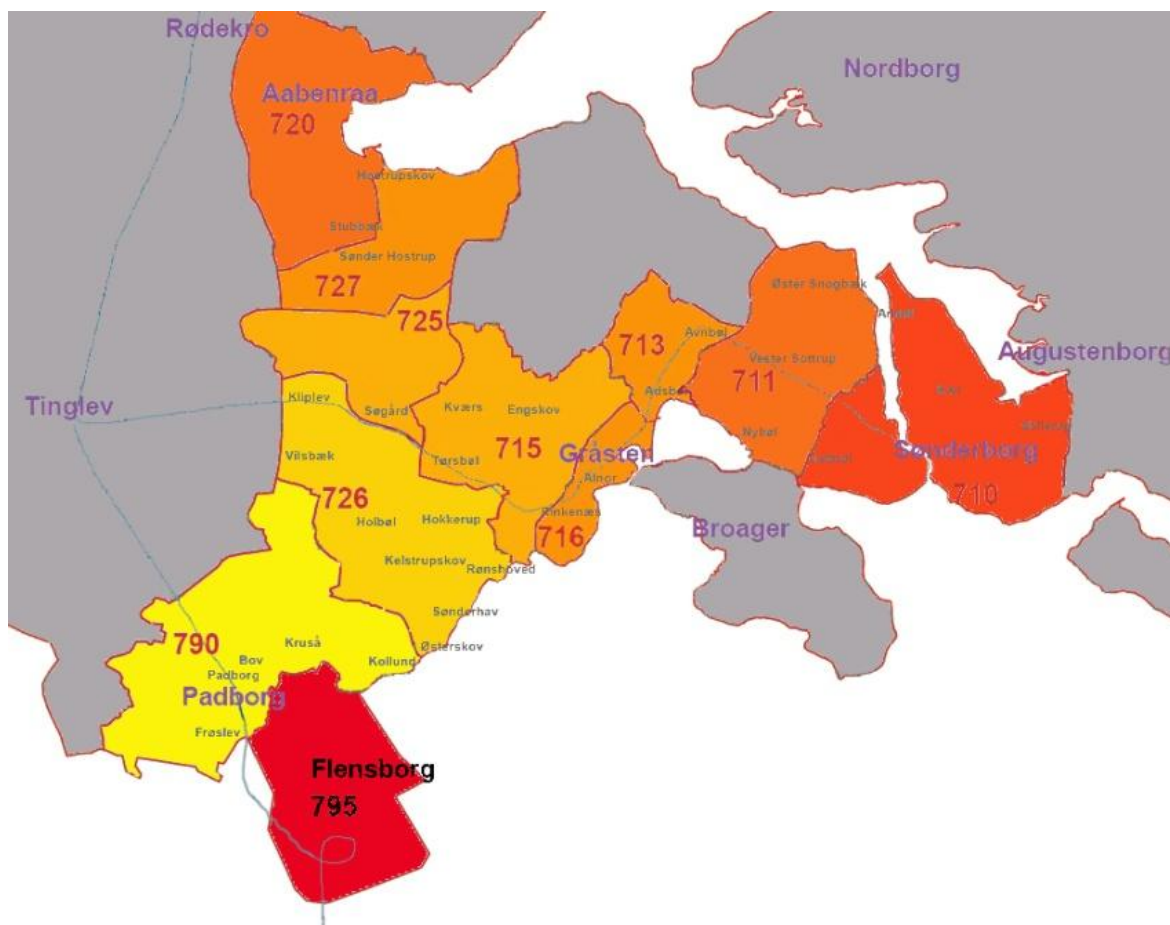 Rødekro
Nordborg
Aabenraa
720
Hostrupskov
Stubbæk
Sønder Hostrup
727
725
Øster Snogbæk
713
Avnbøl
Augustenborg
Vester Sottrup
711
Tinglev
Kliplev
Søgård
Kværs
Engskov
Nybøl
715
Gråsten
Sønderborg
Vilsbæk
Tørsbøl
Alnor
726
710
Holbøl
Hokkerup
Rinkenæs
716
Broager
Kelstrupskov
Rønshoved
Sønderhav
790
Kruså
Østerskov
Bov
Kollund
Padborg
Padborg
Frøslev
Flensborg
795